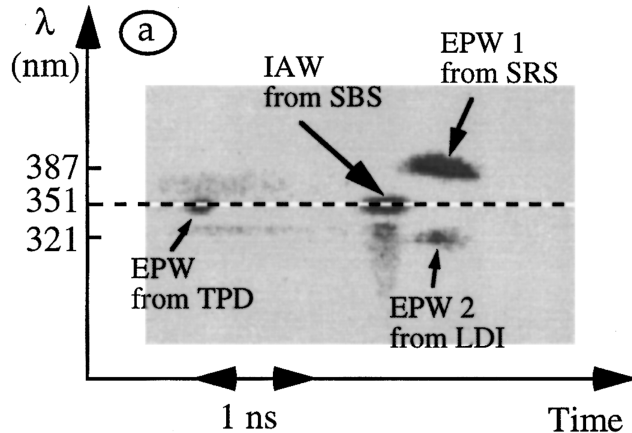 λ
(nm)
a
IAW
from SBS
EPW 1
from SRS
387
351
321
EPW
from TPD
EPW 2
from LDI
1 ns
Time